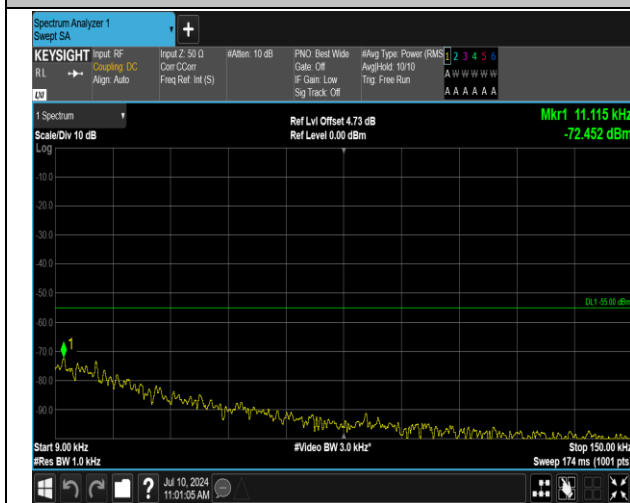 Spectrum Analyzer 1
Swept SA
+
KEYSIGHT
RL
LXI
Input: RF
Coupling: DC
Align: Auto
Input Z: 50 Ω
Corr CCorr
Freq Ref: Int (S)
#Atten: 10 dB
PNO: Best Wide
Gate: Off
IF Gain: Low
Sig Track: Off
#Avg Type: Power (RMS
Avg|Hold: 10/10
Trig: Free Run
1 2 3 4 5 6
A W W W W W
A A A A A A
1 Spectrum
Scale/Div 10 dB
Log
Ref Lvl Offset 4.73 dB
Ref Level 0.00 dBm
Mkr1 11.115 kHz
-72.452 dBm
-10.0
-20.0
-30.0
-40.0
-50.0
DL1 -55.00 dBm
-60.0
1
-70.0
-80.0
-90.0
Start 9.00 kHz
#Res BW 1.0 kHz
#Video BW 3.0 kHz*
Stop 150.00 kHz
Sweep 174 ms (1001 pts)
?
Jul 10, 2024
11:01:05 AM